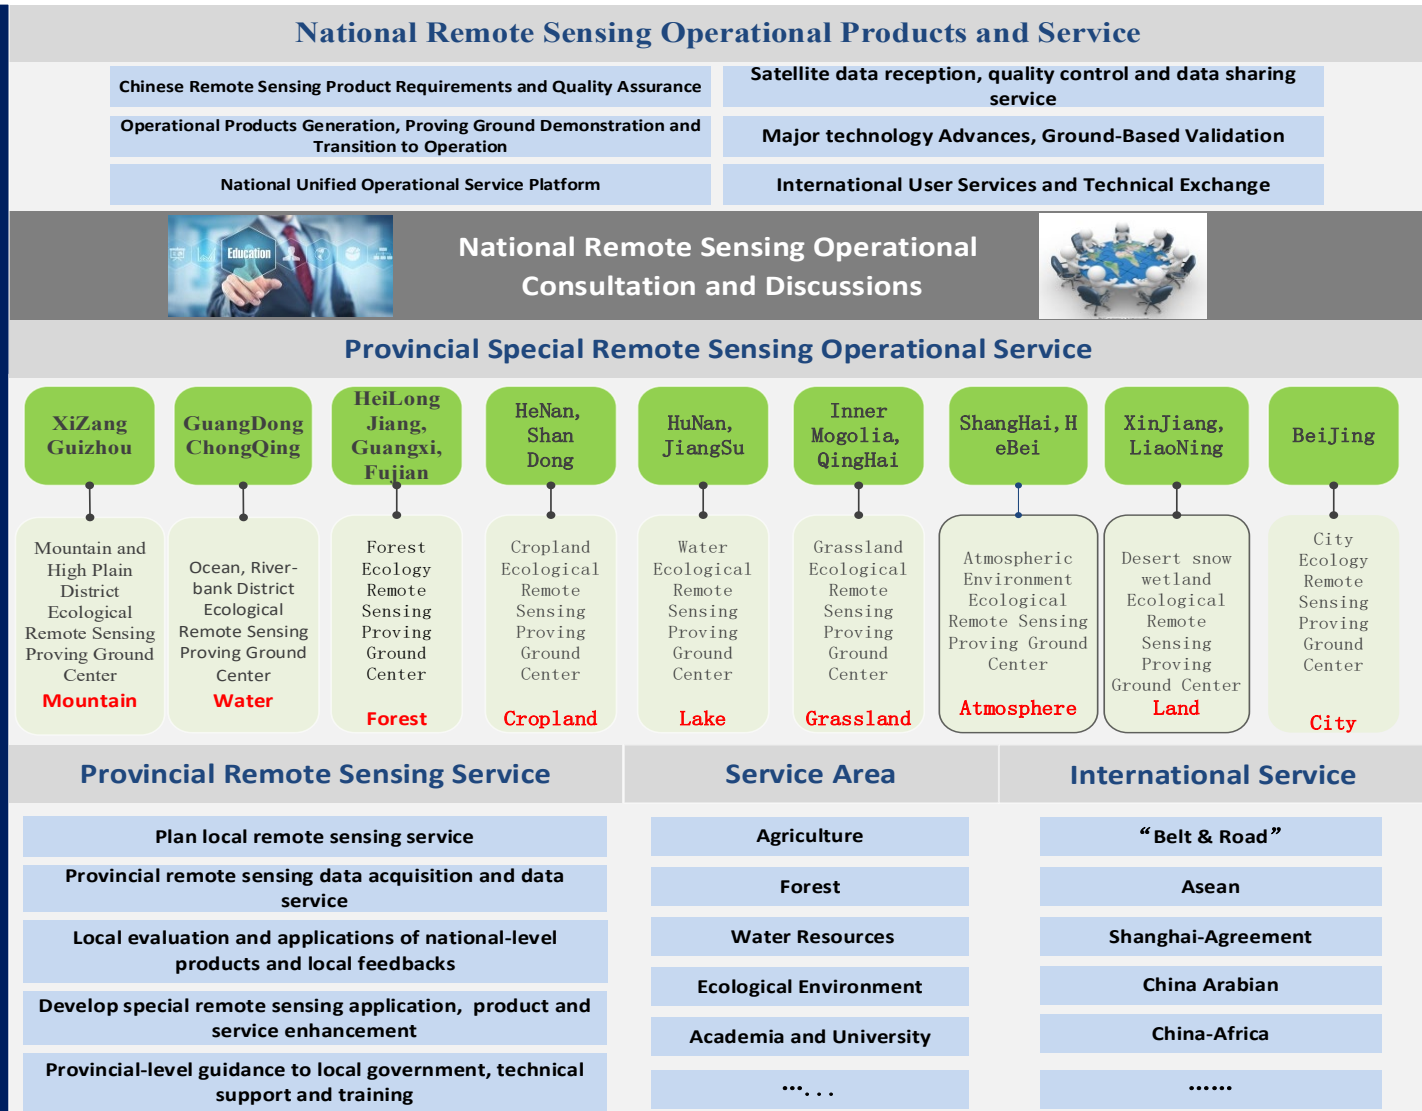 National Remote Sensing Operational Products and Service
Chinese Remote Sensing Product Requirements and Quality Assurance
Satellite data reception, quality control and data sharing
service
Operational Products Generation, Proving Ground Demonstration and
Transition to Operation
Major technology Advances, Ground-Based Validation
National Unified Operational Service Platform
International User Services and Technical Exchange
Education
National Remote Sensing Operational
Consultation and Discussions
Provincial Special Remote Sensing Operational Service
XiZang
Guizhou
GuangDong
ChongQing
HeiLong
Jiang,
Guangxi,
Fujian
HeNan,
Shan
Dong
HuNan,
JiangSu
Inner
Mogolia,
QingHai
ShangHai,H
eBei
XinJiang,
LiaoNing
BeiJing
Mountain and
High Plain
District
Ecological
Remote Sensing
Proving Ground
Center
Mountain
Ocean, River-
bank District
Ecological
Remote Sensing
Proving Ground
Center
Water
Forest
Ecology
Remote
Sensing
Proving
Ground
Center
Forest
Cropland
Ecological
Remote
Sensing
Proving
Ground
Center
Cropland
Water
Ecological
Remote
Sensing
Proving
Ground
Center
Lake
Grassland
Ecological
Remote
Sensing
Proving
Ground
Center
Grassland
Atmospheric
Environment
Ecological
Remote Sensing
Proving Ground
Center
Atmosphere
Desert snow
wetland
Ecological
Remote
Sensing
Proving
Ground Center
Land
City
Ecology
Remote
Sensing
Proving
Ground
Center
City
Provincial Remote Sensing Service
Plan local remote sensing service
Provincial remote sensing data acquisition and data
service
Local evaluation and applications of national-level
products and local feedbacks
Develop special remote sensing application, product and
service enhancement
Provincial-level guidance to local government, technical
support and training
Service Area
Agriculture
Forest
Water Resources
Ecological Environment
Academia and University
…...
International Service
“Belt & Road”
Asean
Shanghai-Agreement
China Arabian
China-Africa
……